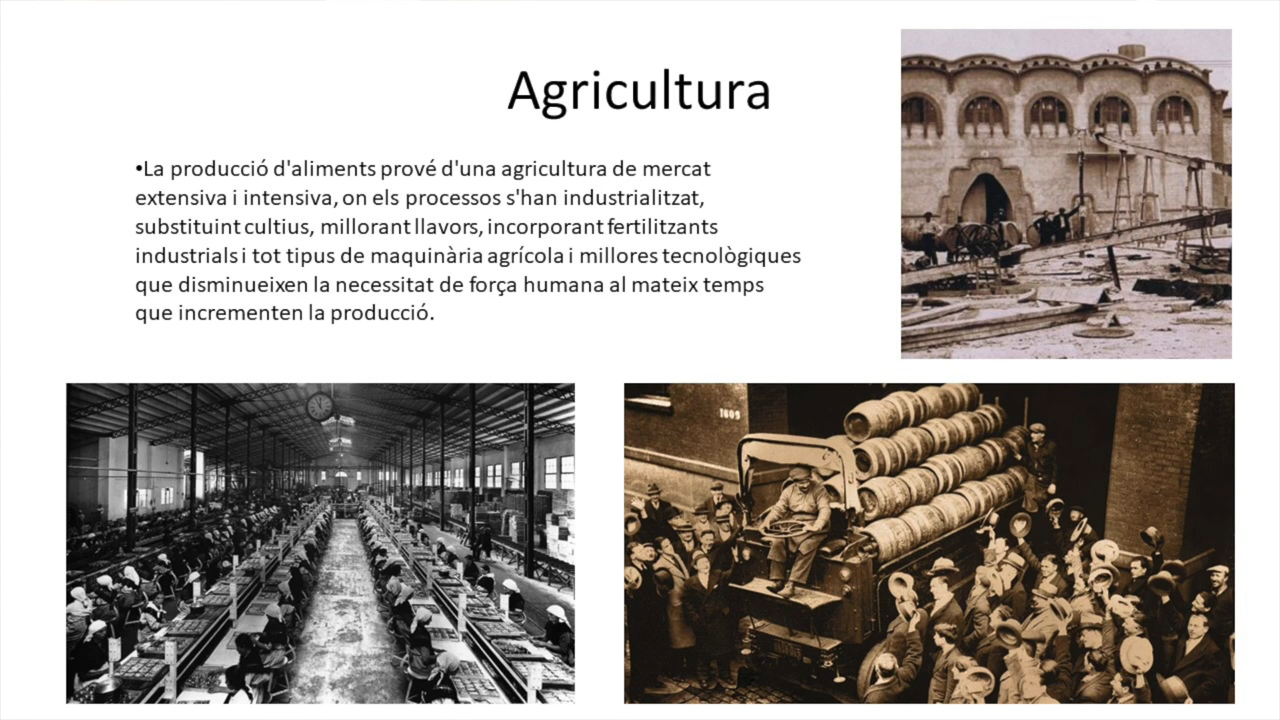 Agricultura
•La producció d'aliments prové d'una agricultura de mercat
extensiva i intensiva, on els processos s'han industrialitzat,
substituint cultius, millorant llavors, incorporant fertilitzants
industrials i tot tipus de maquinària agrícola i millores tecnològiques
que disminueixen la necessitat de força humana al mateix temps
que incrementen la producció.
1609